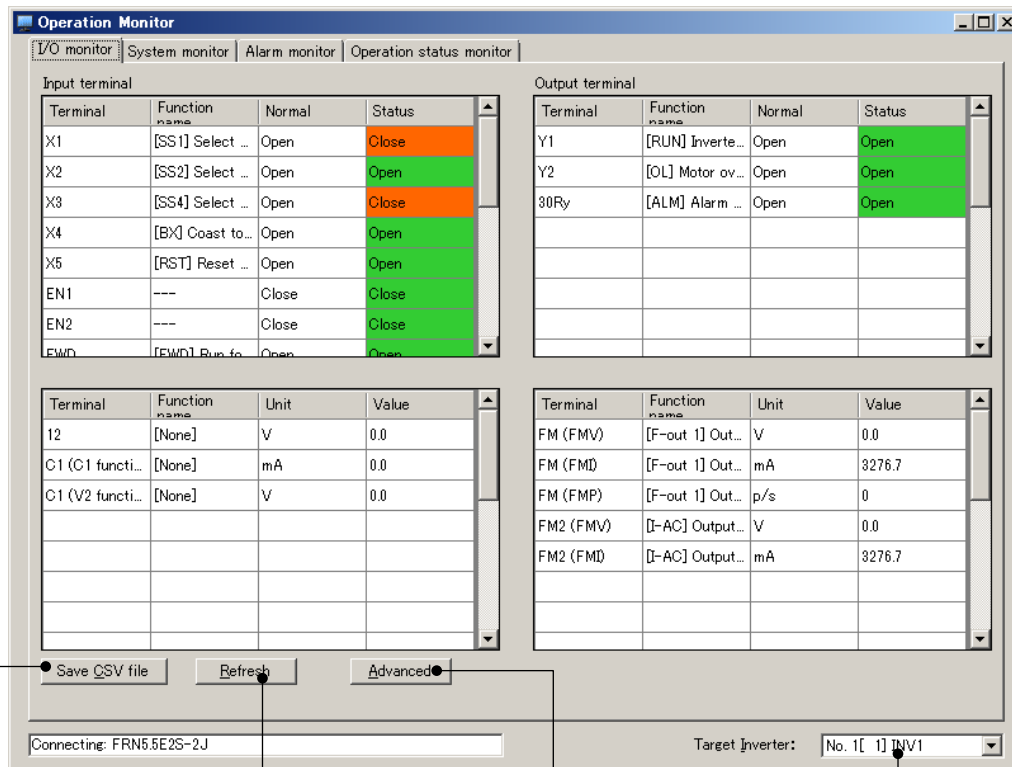 Operation Monitor
I/O monitor System monitor Alarm monitor Operation status monitor
Input terminal
Terminal Function name Normal Status
X1 [SS1] Select ... Open Close
X2 [SS2] Select ... Open Open
X3 [SS4] Select ... Open Close
X4 [BX] Coast to... Open Open
X5 [RST] Reset ... Open Open
EN1 --- Close Close
EN2 --- Close Close
FWD [FWD] Run fo... Open Open
Output terminal
Terminal Function name Normal Status
Y1 [RUN] Inverte... Open Open
Y2 [OL] Motor ov... Open Open
30Ry [ALM] Alarm ... Open Open
Terminal Function name Unit Value
12 [None] V 0.0
C1 (C1 functi... [None] mA 0.0
C1 (V2 functi... [None] V 0.0
Terminal Function name Unit Value
FM (FMV) [F-out 1] Out... V 0.0
FM (FMI) [F-out 1] Out... mA 3276.7
FM (FMP) [F-out 1] Out... p/s 0
FM2 (FMV) [I-AC] Output... V 0.0
FM2 (FMI) [I-AC] Output... mA 3276.7
Save CSV file Refresh Advanced
Connecting: FRN5.5E2S-2J Target Inverter: No. 1[ 1] INV1